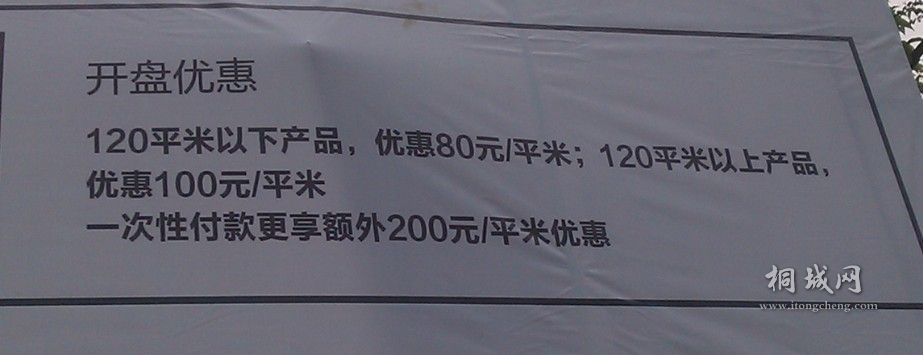 开盘优惠
120平米以下产品，优惠80元/平米；120平米以上产品，
优惠100元/平米
一次性付款更享额外200元/平米优惠
桐城网
www.itongcheng.com